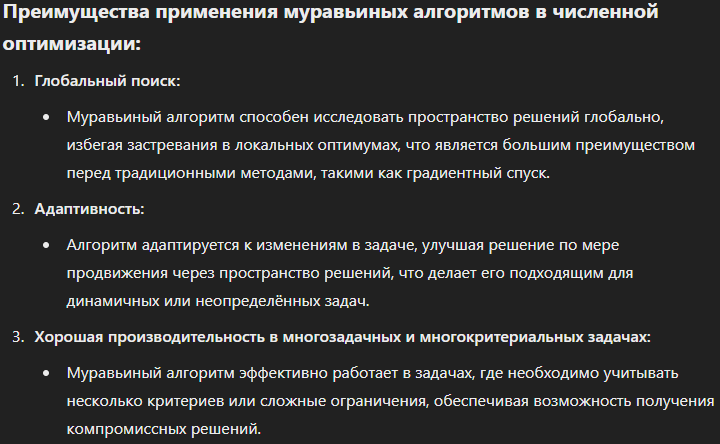 Преимущества применения муравьиных алгоритмов в численной
оптимизации:
1. Глобальный поиск:
• Муравьиный алгоритм способен исследовать пространство решений глобально,
избегая застревания в локальных оптимумах, что является большим преимуществом
перед традиционными методами, такими как градиентный спуск.
2. Адаптивность:
• Алгоритм адаптируется к изменениям в задаче, улучшая решение по мере
продвижения через пространство решений, что делает его подходящим для
динамичных или неопределённых задач.
3. Хорошая производительность в многозадачных и многокритериальных задачах:
• Муравьиный алгоритм эффективно работает в задачах, где необходимо учитывать
несколько критериев или сложные ограничения, обеспечивая возможность получения
компромиссных решений.